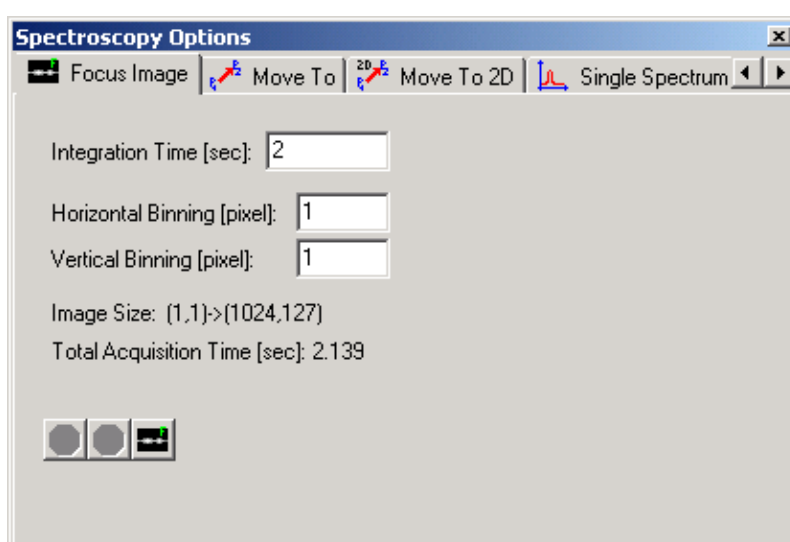 Spectroscopy Options
Focus Image Move To 2D Move To 2D Single Spectrum
Integration Time [sec]: 2
Horizontal Binning [pixel]: 1
Vertical Binning [pixel]: 1
Image Size: (1,1)->(1024,127)
Total Acquisition Time [sec]: 2.139